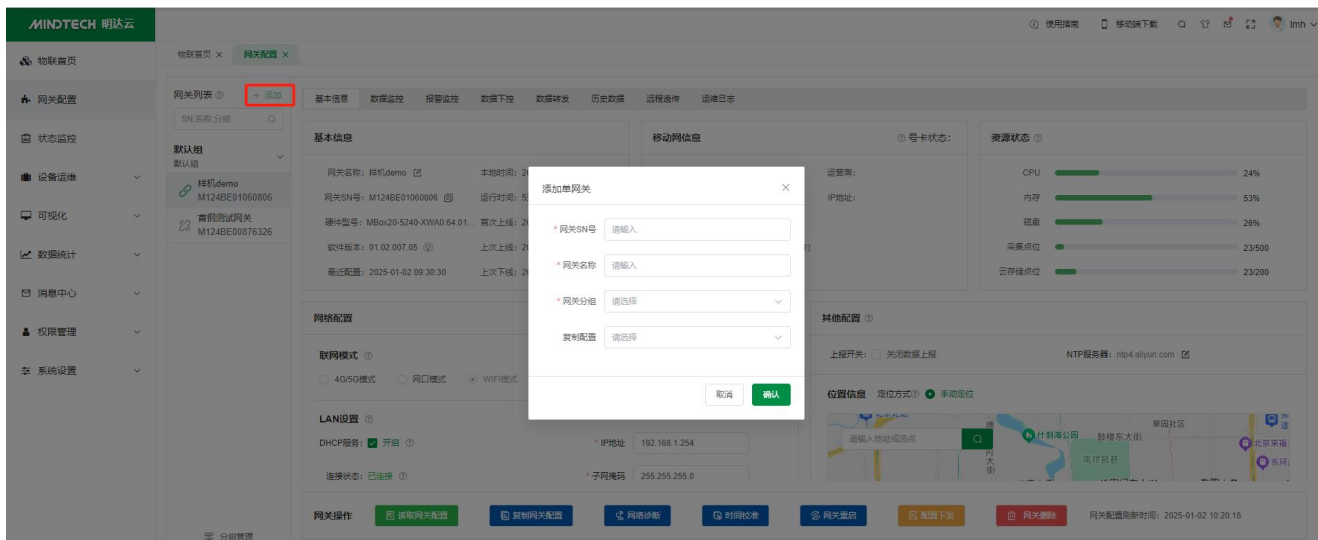 MINDTECH 明达云
使用指南 移动端下载 lmh
物联首页
网关配置
状态监控
设备运维
可视化
数据统计
消息中心
权限管理
系统设置
物联首页 × 网关配置 ×
网关列表 + 添加
SN,名称,分组
默认组
默认组
样机demo
M124BE01060806
首钢测试网关
M124BE00876326
分组管理
基本信息 数据监控 报警监控 数据下控 数据转发 历史数据 远程透传 运维日志
基本信息
网关名称: 样机demo 本地时间: 2
网关SN号: M124BE01060806 运行时间: 5
硬件型号: MBox20-5240-XWA0:64.01... 首次上线: 20
软件版本: 01.02.007.05 上次上线: 20
最近配置: 2025-01-02 09:30:30 上次下线: 20
移动网信息 号卡状态:
运营商:
IP地址:
资源状态
CPU 24%
内存 53%
磁盘 26%
采集点位 23/500
云存储点位 23/200
添加单网关 ×
* 网关SN号 请输入
* 网关名称 请输入
* 网关分组 请选择
复制配置 请选择
取消 确认
网络配置
联网模式
4G/5G模式 网口模式 WIFI模式
LAN设置
DHCP服务: 开启 * IP地址 192.168.1.254
连接状态: 已连接 * 子网掩码 255.255.255.0
其他配置
上报开关: 关闭数据上报 NTP服务器: ntp4.aliyun.com
位置信息 定位方式 手动定位
请输入地址或选点
什刹海公园
鼓楼东大街
草园社区
南锣鼓巷
网关操作 读取网关配置 复制网关配置 网络诊断 时间校准 网关重启 配置下发 网关删除 网关配置刷新时间: 2025-01-02 10:20:16